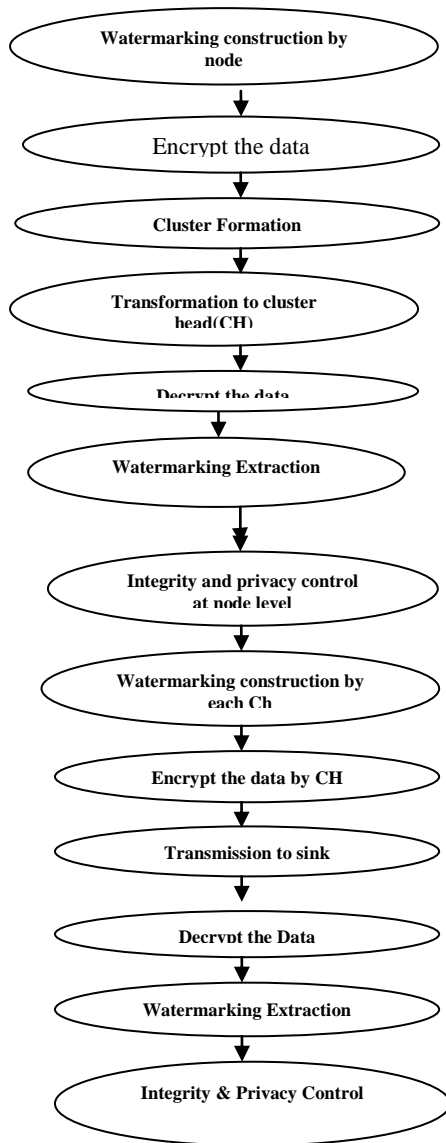 Watermarking construction by
node
Encrypt the data
Cluster Formation
Transformation to cluster
head(CH)
Decrypt the data
Watermarking Extraction
Integrity and privacy control
at node level
Watermarking construction by
each Ch
Encrypt the data by CH
Transmission to sink
Decrypt the Data
Watermarking Extraction
Integrity & Privacy Control